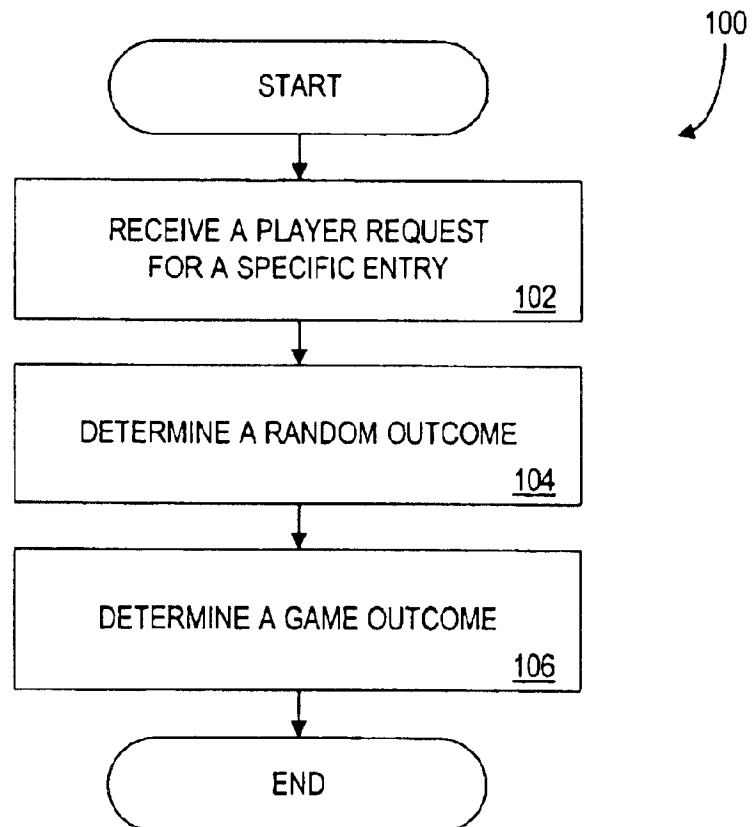 100
START
RECEIVE A PLAYER REQUEST
FOR A SPECIFIC ENTRY
102
DETERMINE A RANDOM OUTCOME
104
DETERMINE A GAME OUTCOME
106
END